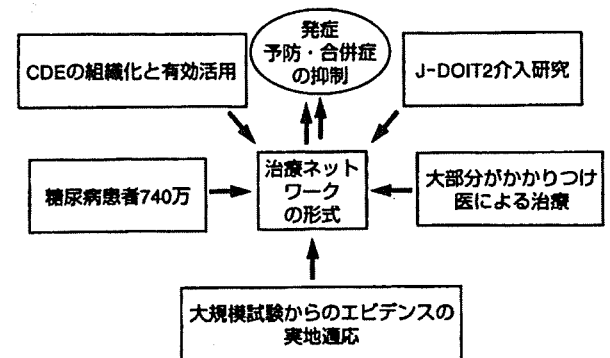 発症
予防・合併症
の抑制
CDEの組織化と有効活用
J-DOIT2介入研究
糖尿病患者740万
治療ネット
ワーク
の形式
大部分がかかりつけ
医による治療
大規模試験からのエビデンスの
実地適応